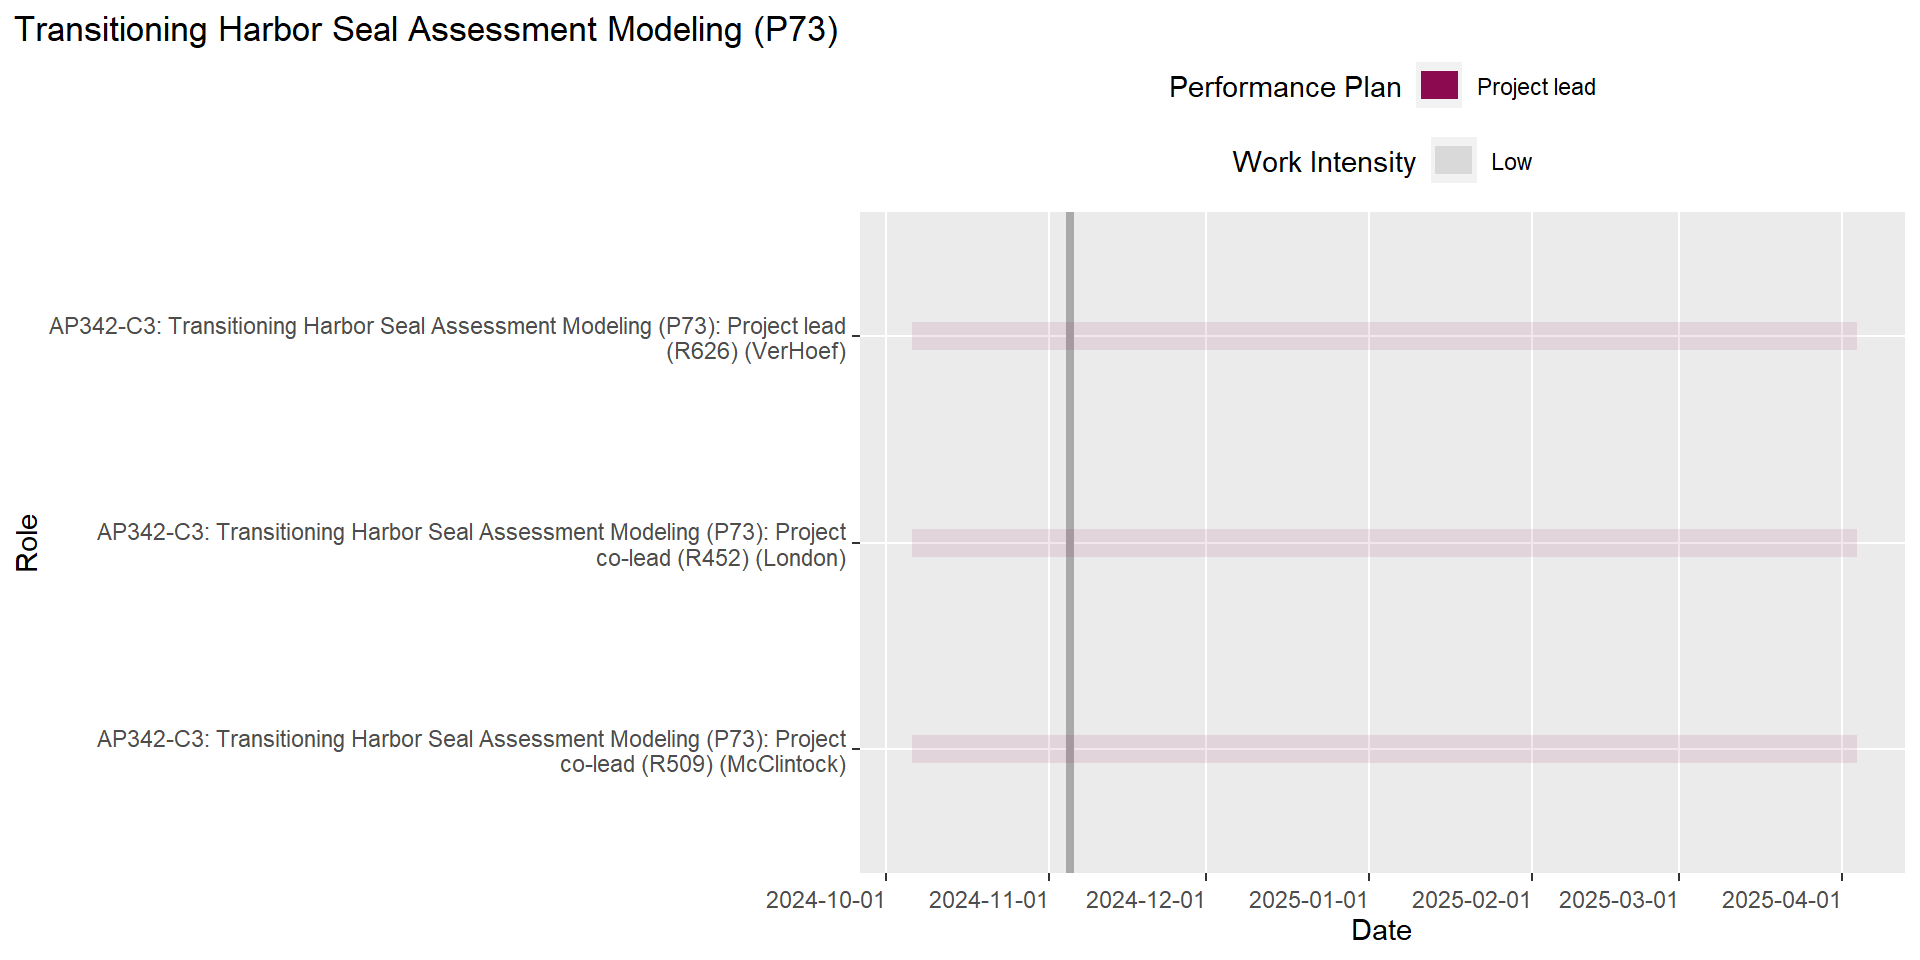 Transitioning Harbor Seal Assessment Modeling (P73)
Performance Plan
Project lead
Work Intensity
Low
Role
AP342-C3: Transitioning Harbor Seal Assessment Modeling (P73): Project lead
(R626) (VerHoef)
AP342-C3: Transitioning Harbor Seal Assessment Modeling (P73): Project
co-lead (R452) (London)
AP342-C3: Transitioning Harbor Seal Assessment Modeling (P73): Project
co-lead (R509) (McClintock)
2024-10-01
2024-11-01
2024-12-01
2025-01-01
2025-02-01
2025-03-01
2025-04-01
Date